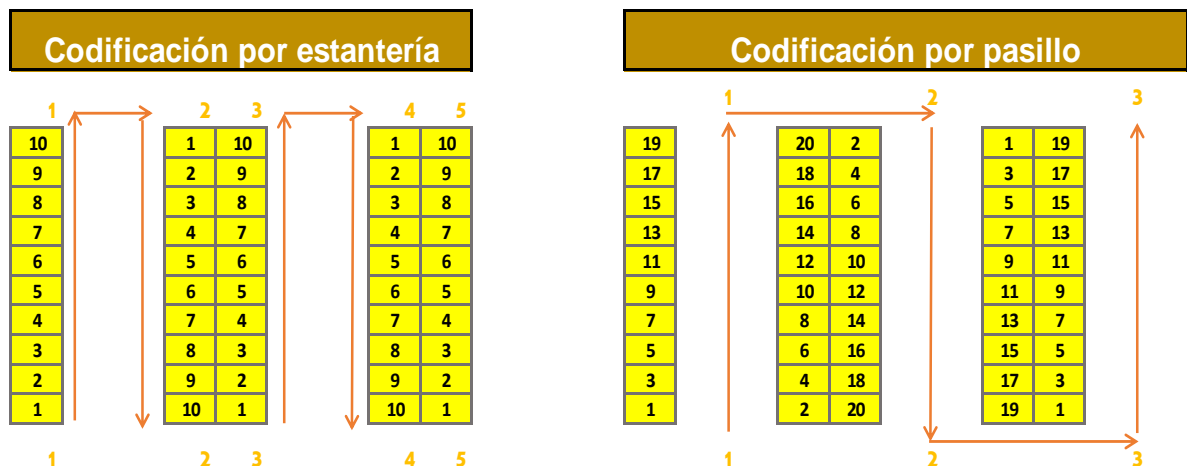 Codificación por estantería
1 2 3 4 5
10 1 10 1 10
9 2 9 2 9
8 3 8 3 8
7 4 7 4 7
6 5 6 5 6
5 6 5 6 5
4 7 4 7 4
3 8 3 8 3
2 9 2 9 2
1 10 1 10 1
1 2 3 4 5
Codificación por pasillo
1 2 3
19 20 2 1 19
17 18 4 3 17
15 16 6 5 15
13 14 8 7 13
11 12 10 9 11
9 10 12 11 9
7 8 14 13 7
5 6 16 15 5
3 4 18 17 3
1 2 20 19 1
1 2 3